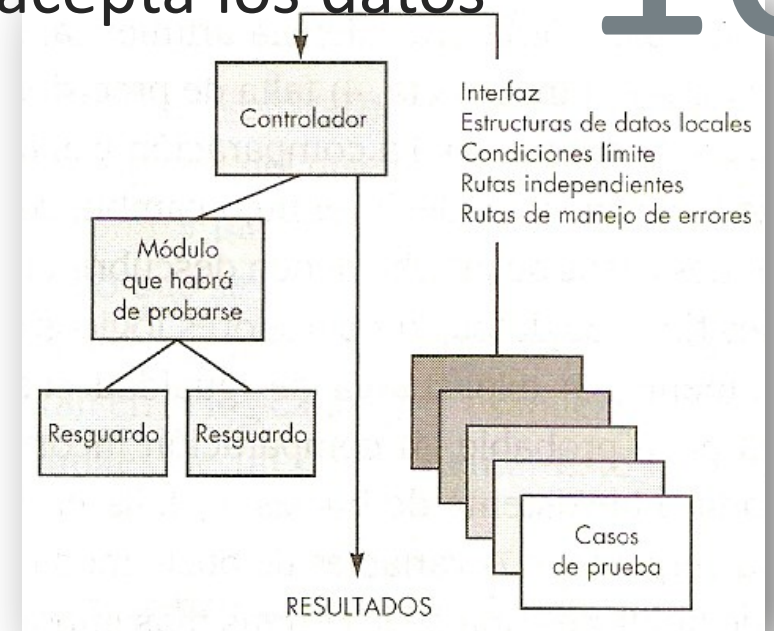 acepta los datos
Controlador
Interfaz
Estructuras de datos locales
Condiciones límite
Rutas independientes
Rutas de manejo de errores
Módulo
que habrá
de probarse
Resguardo
Resguardo
Casos
de prueba
RESULTADOS